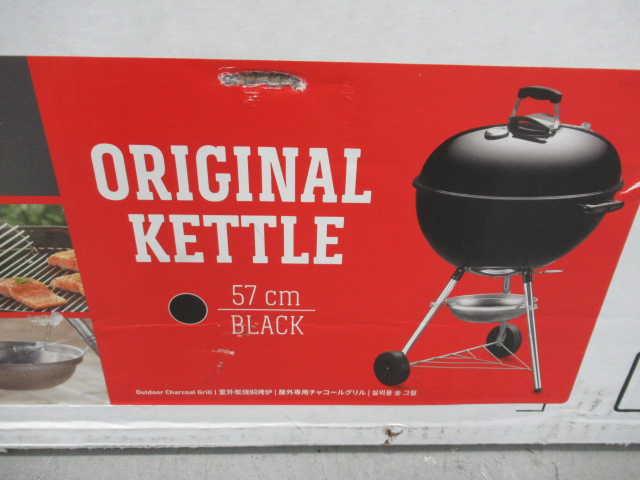 ORIGINAL
KETTLE
57 cm
BLACK
Outdoor Charcoal Grill | 室外炭烧焖烤炉 | 屋外専用チャコールグリル | 실외용 숯 그릴